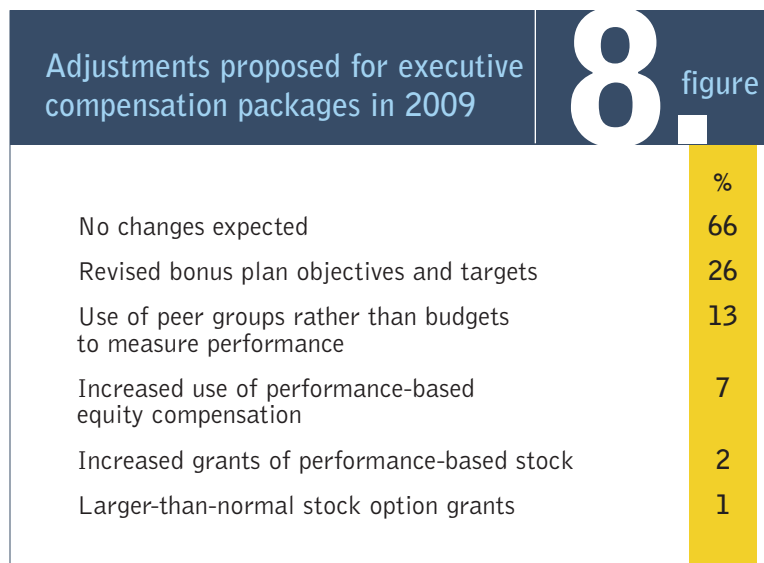 Adjustments proposed for executive
compensation packages in 2009
8.
figure
%
No changes expected 66
Revised bonus plan objectives and targets 26
Use of peer groups rather than budgets 13
to measure performance
Increased use of performance-based 7
equity compensation
Increased grants of performance-based stock 2
Larger-than-normal stock option grants 1